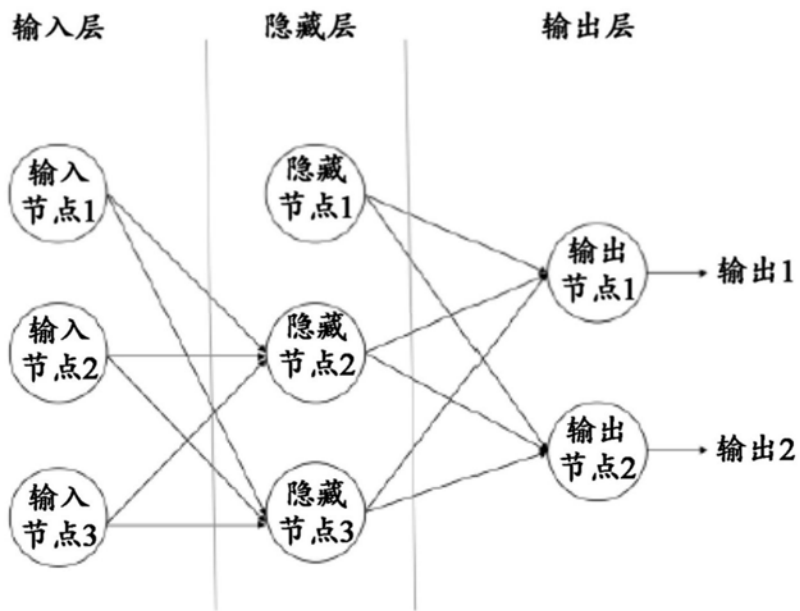 输入层
隐藏层
输出层
输入
节点1
隐藏
节点1
输出
节点1
输出1
输入
节点2
隐藏
节点2
输出
节点2
输出2
输入
节点3
隐藏
节点3